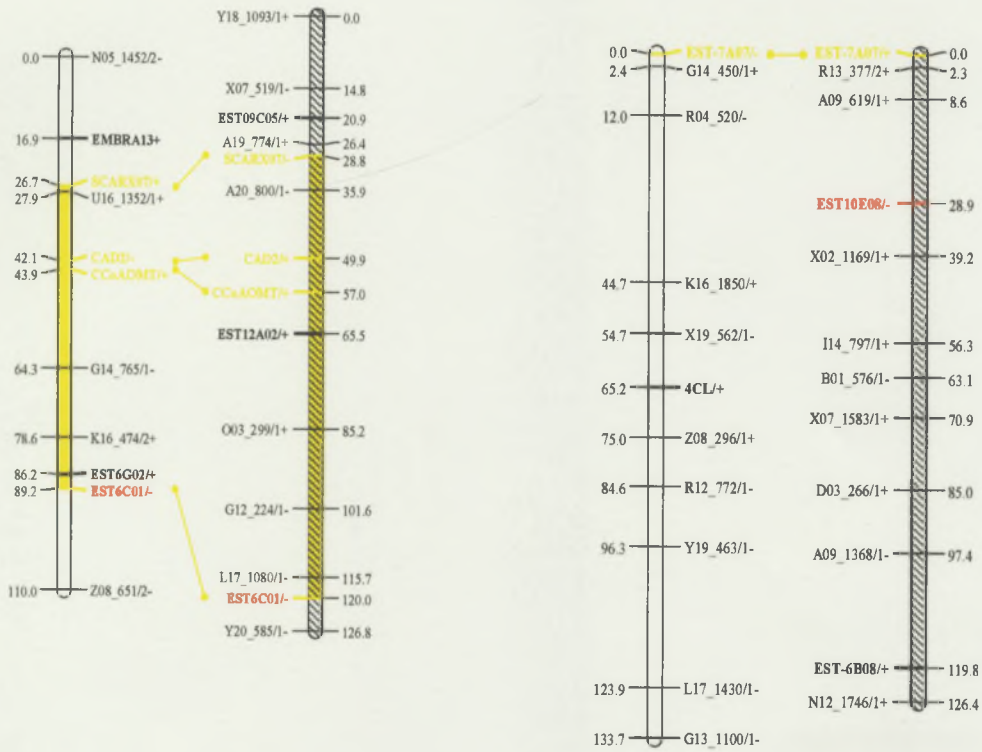 0.0 N05_1452/2-
16.9 EMBRA13+
26.7 SCARX07/+
27.9 U16_1352/1+
42.1 CAD2/-
43.9 CCoAOMT/+
64.3 G14_765/1-
78.6 K16_474/2+
86.2 EST6G02/+
89.2 EST6C01/-
110.0 Z08_651/2-
Y18_1093/1+ 0.0
X07_519/1- 14.8
EST09C05/+ 20.9
A19_774/1+ 26.4
SCARX07/- 28.8
A20_800/1- 35.9
CAD2/+ 49.9
CCoAOMT/+ 57.0
EST12A02/+ 65.5
O03_299/1+ 85.2
G12_224/1- 101.6
L17_1080/1- 115.7
EST6C01/- 120.0
Y20_585/1- 126.8
0.0 EST-7A07/-
2.4 G14_450/1+
12.0 R04_520/-
44.7 K16_1850/+
54.7 X19_562/1-
65.2 4CL/+
75.0 Z08_296/1+
84.6 R12_772/1-
96.3 Y19_463/1-
123.9 L17_1430/1-
133.7 G13_1100/1-
EST-7A07/+ 0.0
R13_377/2+ 2.3
A09_619/1+ 8.6
EST10E08/- 28.9
X02_1169/1+ 39.2
I14_797/1+ 56.3
B01_576/1- 63.1
X07_1583/1+ 70.9
D03_266/1+ 85.0
A09_1368/1- 97.4
EST-6B08/+ 119.8
N12_1746/1+ 126.4